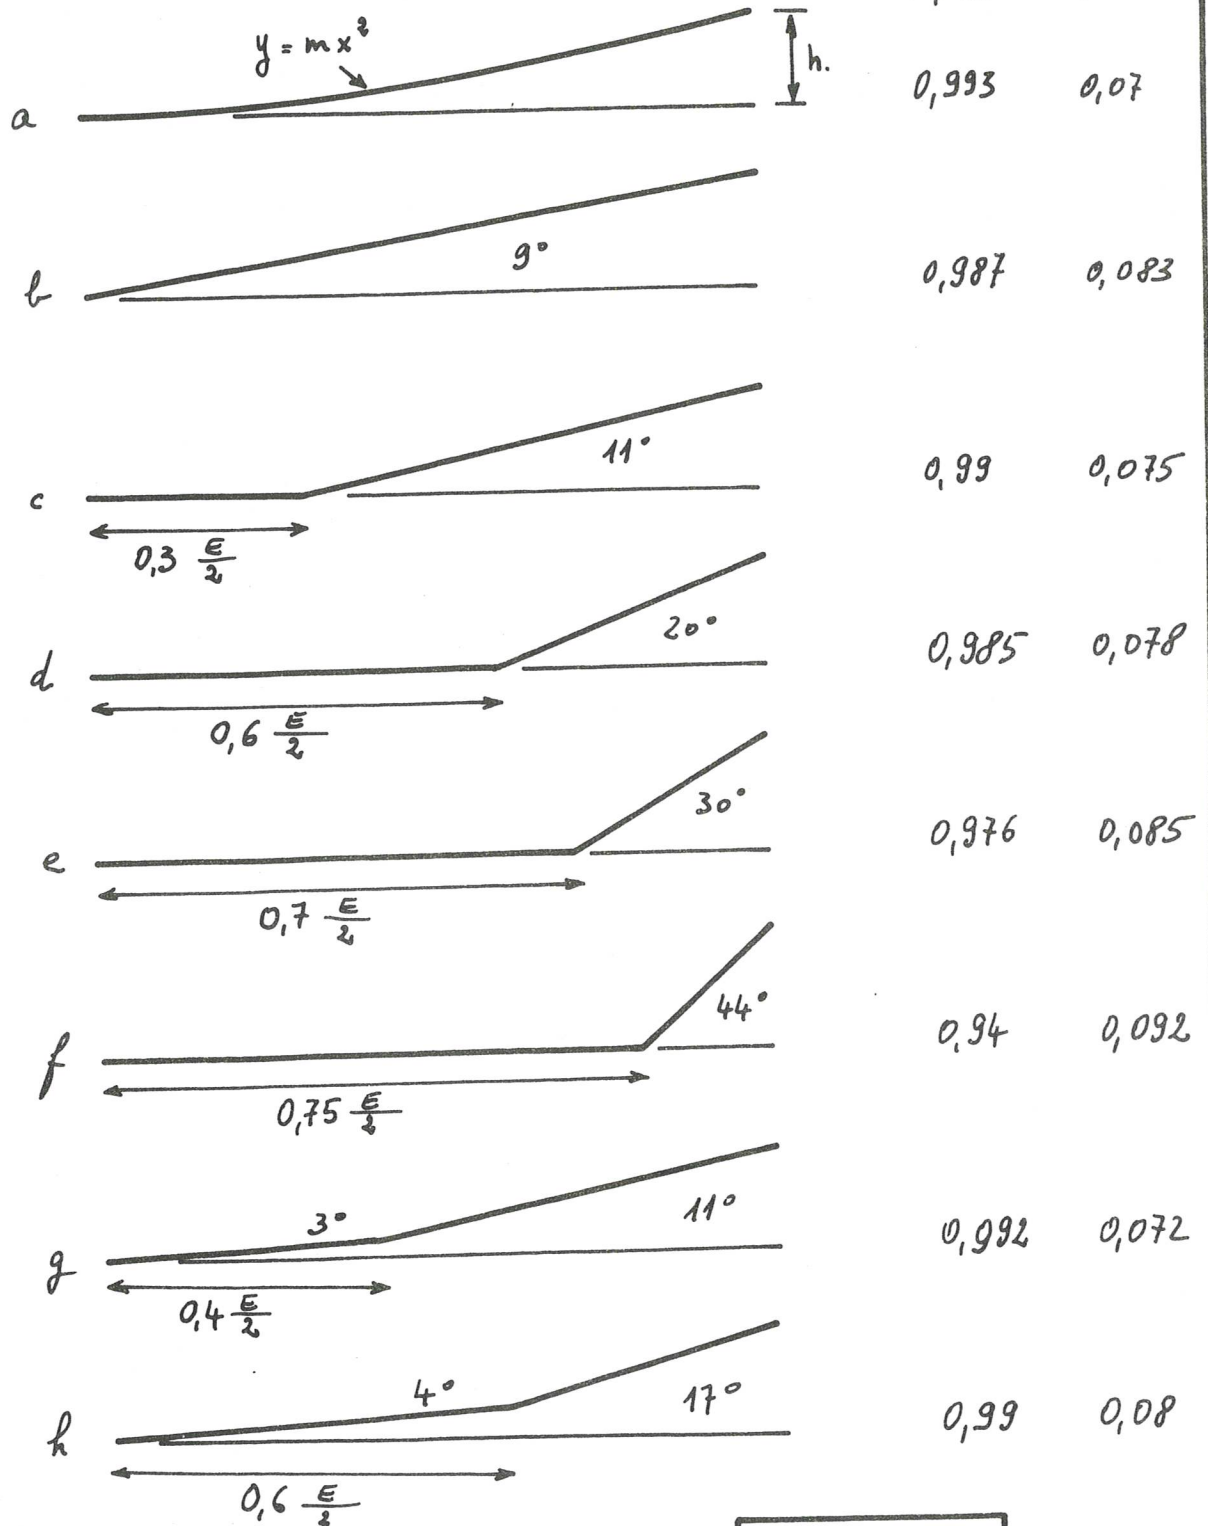 y = mx²
h.
a 0,993 0,07
9°
b 0,987 0,083
11°
c 0,99 0,075
0,3 E/2
20°
d 0,985 0,078
0,6 E/2
30°
e 0,976 0,085
0,7 E/2
44°
f 0,94 0,092
0,75 E/2
3° 11°
g 0,992 0,072
0,4 E/2
4° 17°
h 0,99 0,08
0,6 E/2